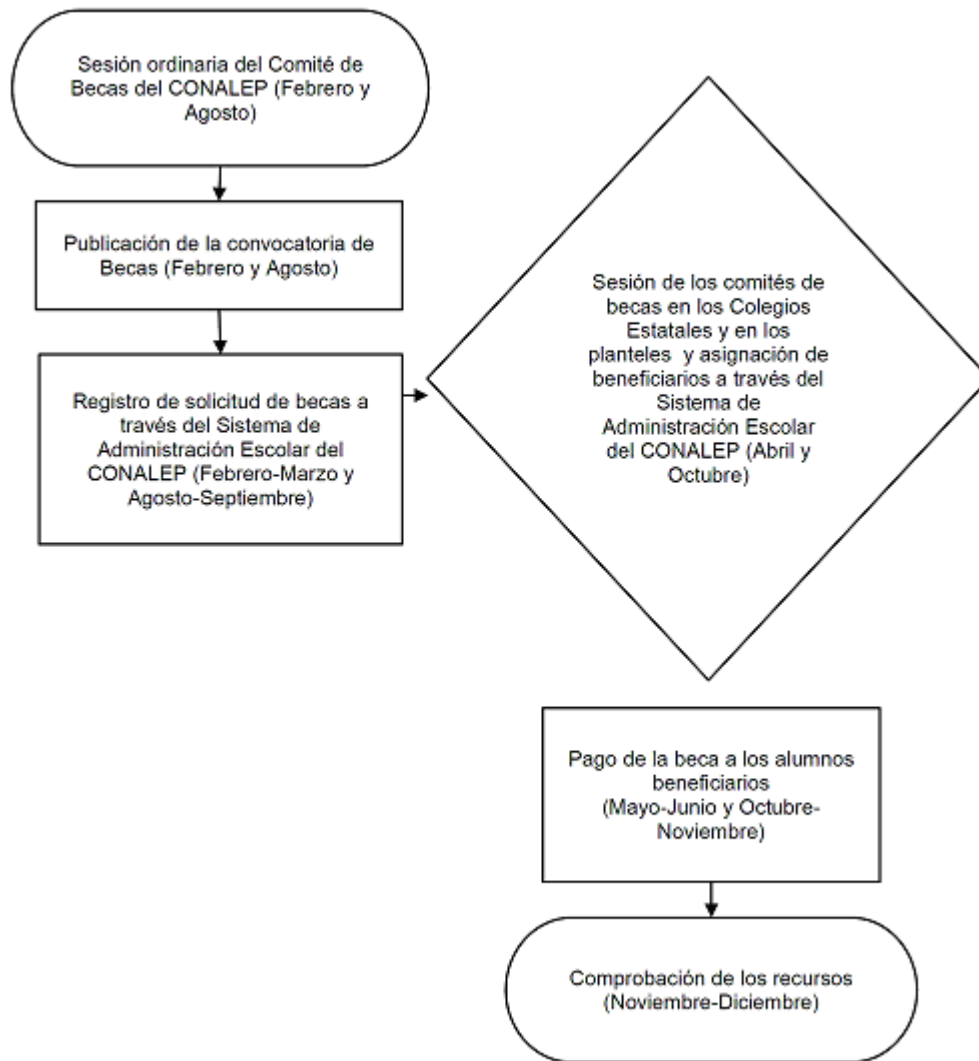 Sesión ordinaria del Comité de
Becas del CONALEP (Febrero y
Agosto)
Publicación de la convocatoria de
Becas (Febrero y Agosto)
Registro de solicitud de becas a
través del Sistema de
Administración Escolar del
CONALEP (Febrero-Marzo y
Agosto-Septiembre)
Sesión de los comités de
becas en los Colegios
Estatales y en los
planteles y asignación de
beneficiarios a través del
Sistema de
Administración Escolar
del CONALEP (Abril y
Octubre)
Pago de la beca a los alumnos
beneficiarios
(Mayo-Junio y Octubre-
Noviembre)
Comprobación de los recursos
(Noviembre-Diciembre)